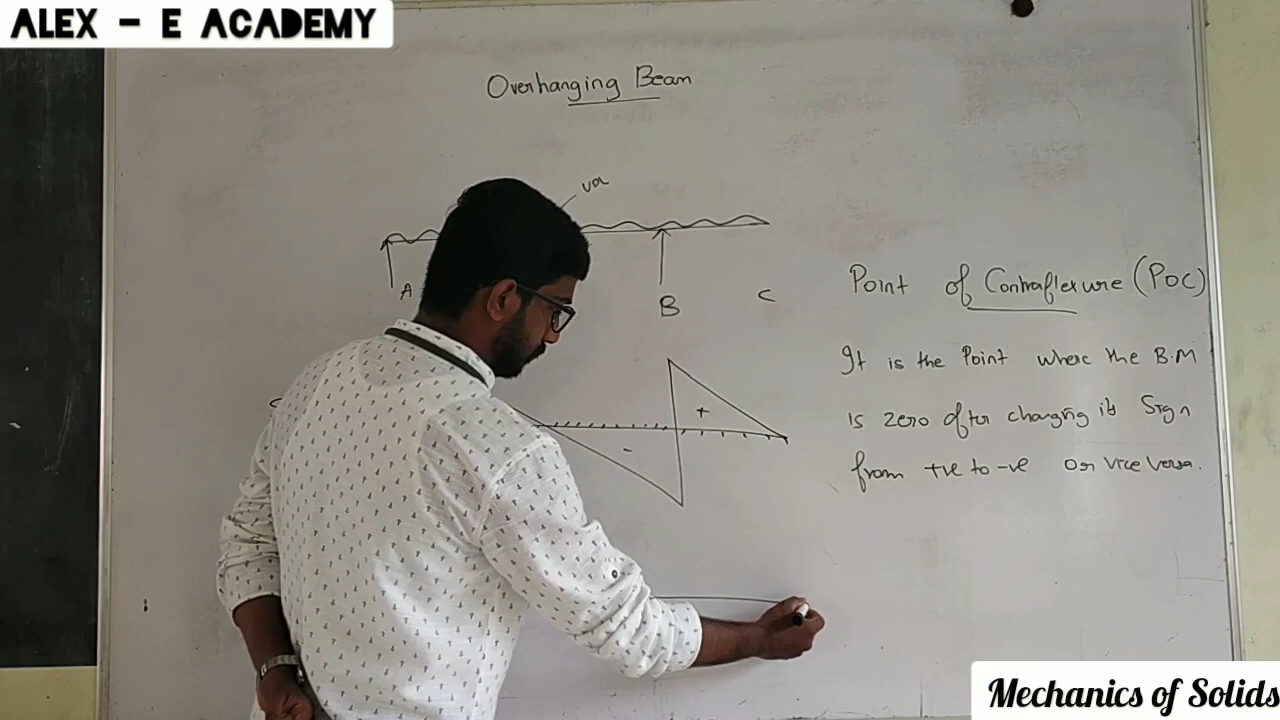 ALEX - E ACADEMY
Overhanging Beam
A
B
C
Point of Contraflexure (POC)
It is the Point where the B.M
is zero after changing its Sign
from +ve to -ve or vice versa.
+
-
Mechanics of Solids